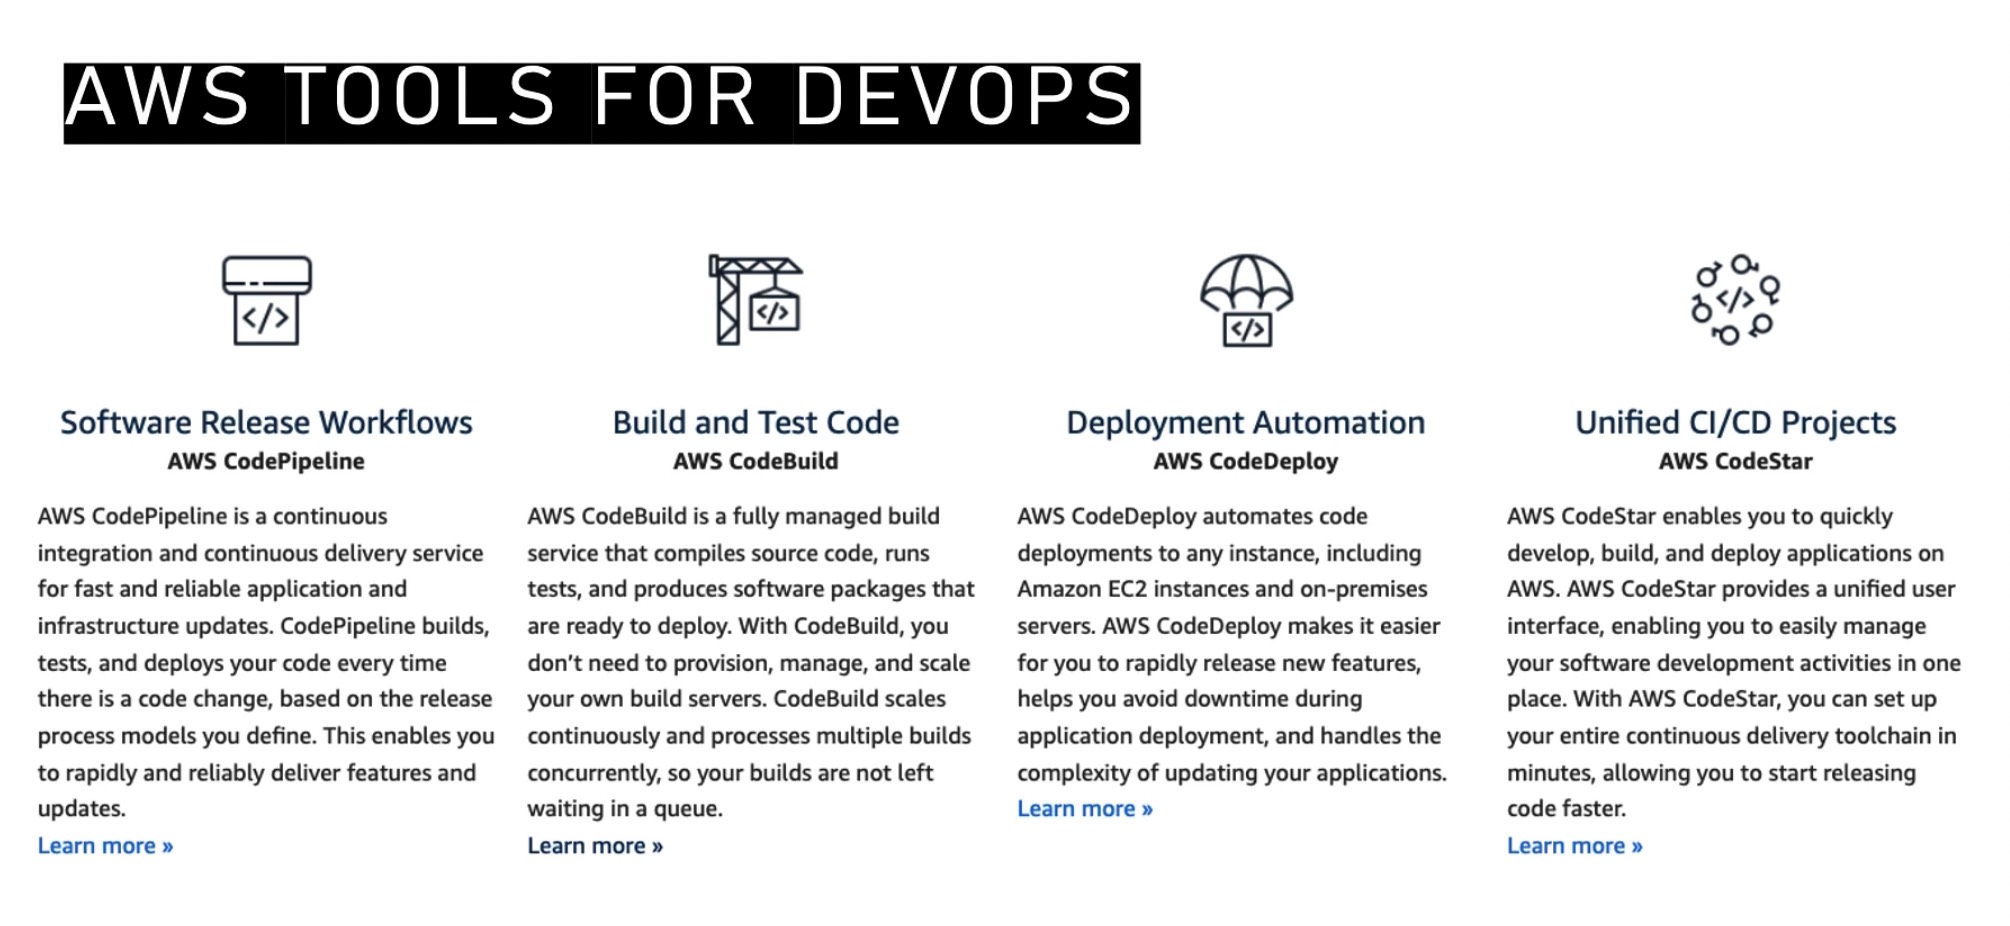 AWS TOOLS FOR DEVOPS
</>
</>
</>
</>
Software Release Workflows
AWS CodePipeline
AWS CodePipeline is a continuous
integration and continuous delivery service
for fast and reliable application and
infrastructure updates. CodePipeline builds,
tests, and deploys your code every time
there is a code change, based on the release
process models you define. This enables you
to rapidly and reliably deliver features and
updates.
Learn more »
Build and Test Code
AWS CodeBuild
AWS CodeBuild is a fully managed build
service that compiles source code, runs
tests, and produces software packages that
are ready to deploy. With CodeBuild, you
don’t need to provision, manage, and scale
your own build servers. CodeBuild scales
continuously and processes multiple builds
concurrently, so your builds are not left
waiting in a queue.
Learn more »
Deployment Automation
AWS CodeDeploy
AWS CodeDeploy automates code
deployments to any instance, including
Amazon EC2 instances and on-premises
servers. AWS CodeDeploy makes it easier
for you to rapidly release new features,
helps you avoid downtime during
application deployment, and handles the
complexity of updating your applications.
Learn more »
Unified CI/CD Projects
AWS CodeStar
AWS CodeStar enables you to quickly
develop, build, and deploy applications on
AWS. AWS CodeStar provides a unified user
interface, enabling you to easily manage
your software development activities in one
place. With AWS CodeStar, you can set up
your entire continuous delivery toolchain in
minutes, allowing you to start releasing
code faster.
Learn more »